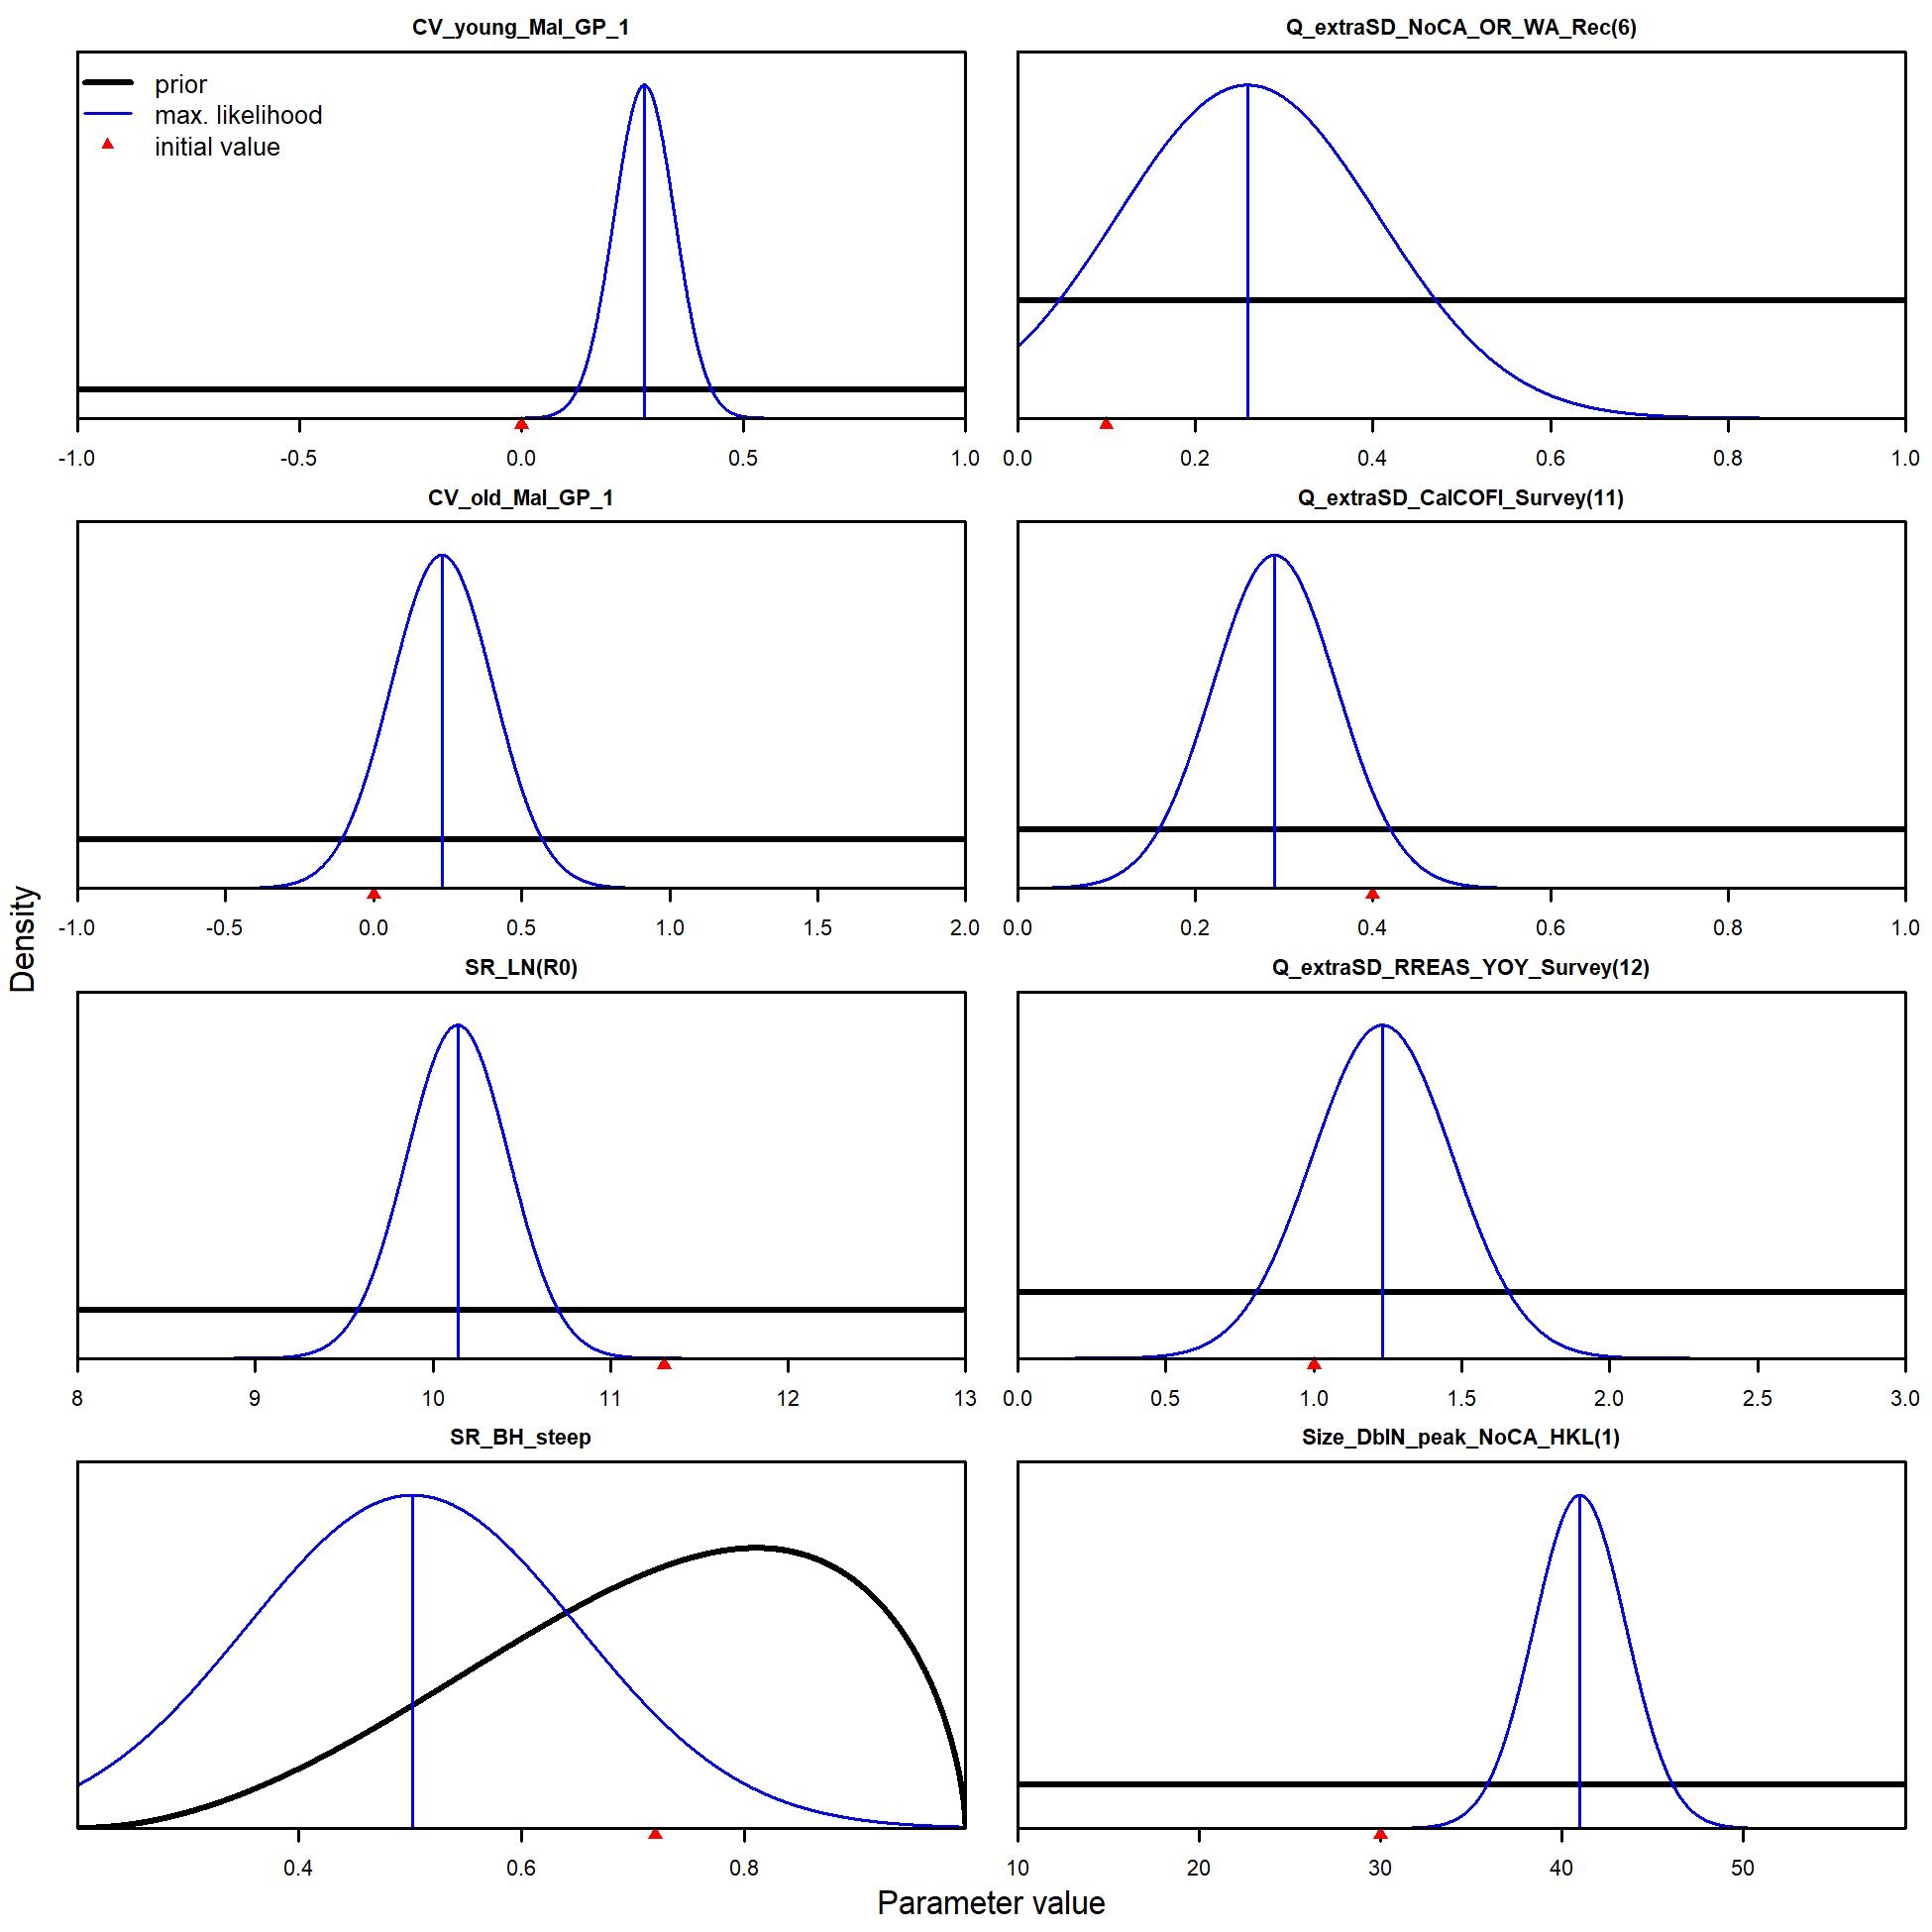 CV_young_Mal_GP_1
prior
max. likelihood
initial value
-1.0 -0.5 0.0 0.5 1.0
Q_extraSD_NoCA_OR_WA_Rec(6)
0.0 0.2 0.4 0.6 0.8 1.0
CV_old_Mal_GP_1
-1.0 -0.5 0.0 0.5 1.0 1.5 2.0
Q_extraSD_CalCOFI_Survey(11)
0.0 0.2 0.4 0.6 0.8 1.0
SR_LN(R0)
8 9 10 11 12 13
Q_extraSD_RREAS_YOY_Survey(12)
0.0 0.5 1.0 1.5 2.0 2.5 3.0
SR_BH_steep
0.4 0.6 0.8
Size_DblN_peak_NoCA_HKL(1)
10 20 30 40 50
Density
Parameter value